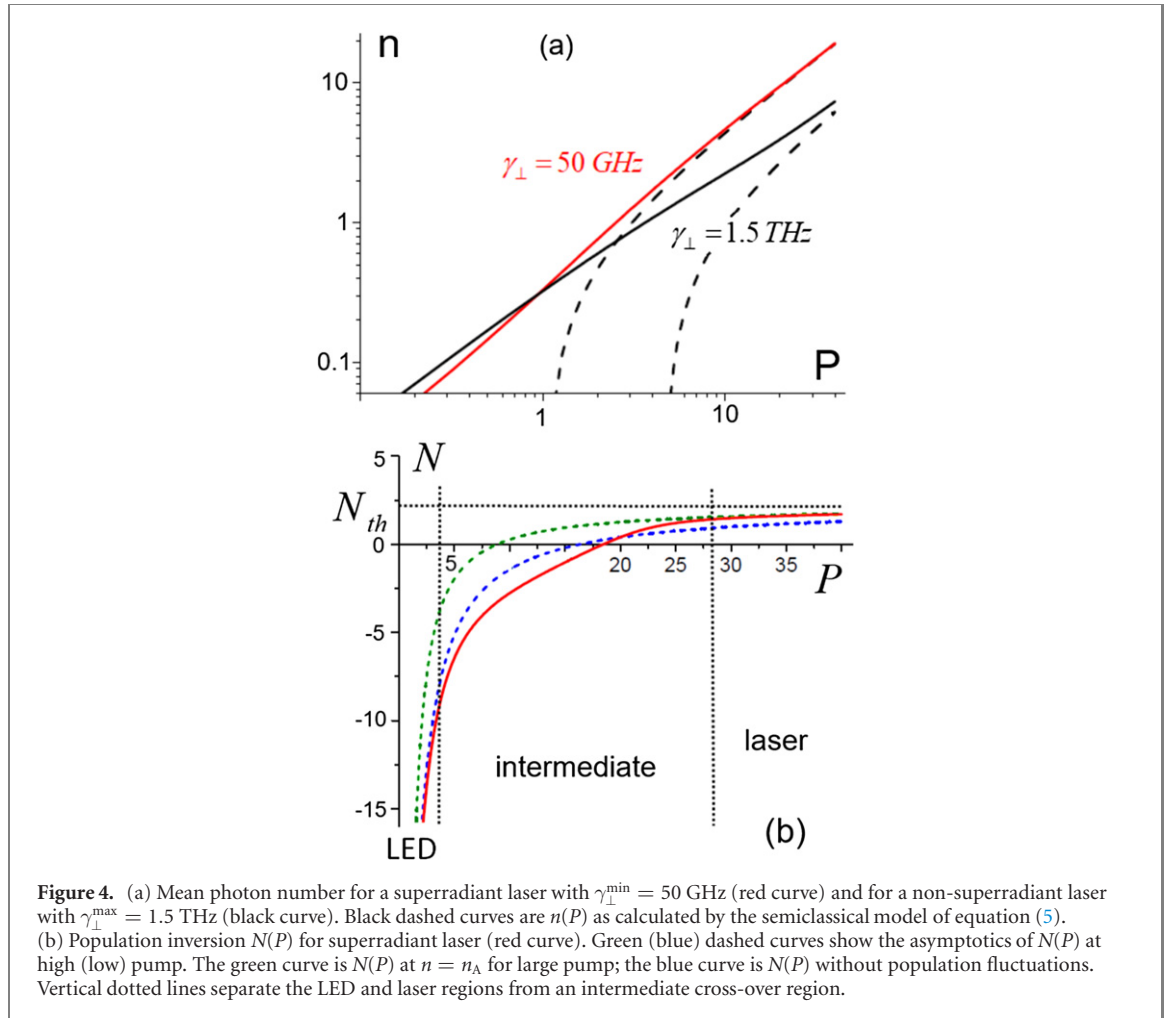 n
(a)
10
γ⊥ = 50 GHz
1
γ⊥ = 1.5 THz
0.1
P
1
10
5
N
N_th
0
5
20
25
30
35
P
-5
-10
laser
intermediate
-15
LED
(b)
Figure 4. (a) Mean photon number for a superradiant laser with γ⊥^min = 50 GHz (red curve) and for a non-superradiant laser
with γ⊥^max = 1.5 THz (black curve). Black dashed curves are n(P) as calculated by the semiclassical model of equation (5).
(b) Population inversion N(P) for superradiant laser (red curve). Green (blue) dashed curves show the asymptotics of N(P) at
high (low) pump. The green curve is N(P) at n = n_A for large pump; the blue curve is N(P) without population fluctuations.
Vertical dotted lines separate the LED and laser regions from an intermediate cross-over region.